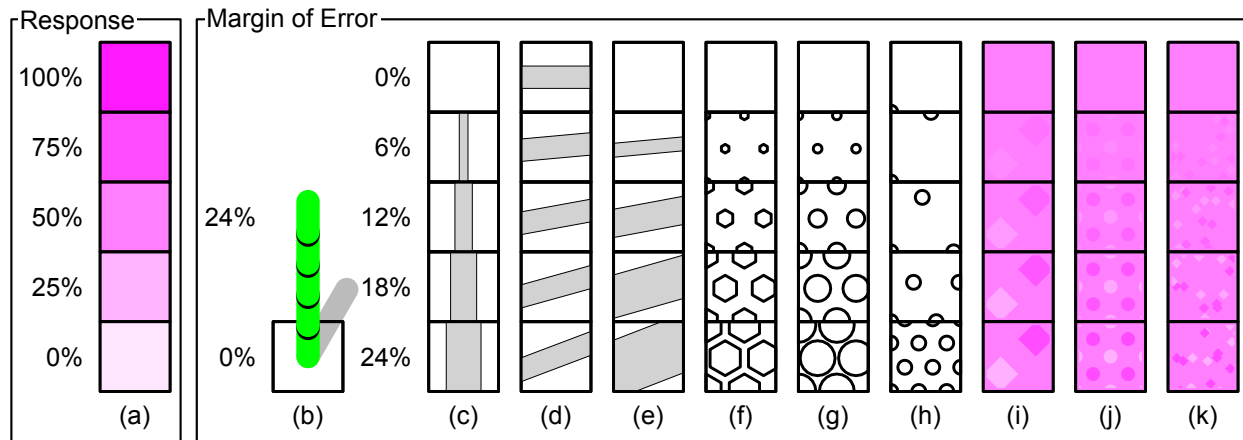 Response Margin of Error
100% 0%
75% 6%
50% 24% 12%
25% 18%
0% 0% 24%
(a) (b) (c) (d) (e) (f) (g) (h) (i) (j) (k)